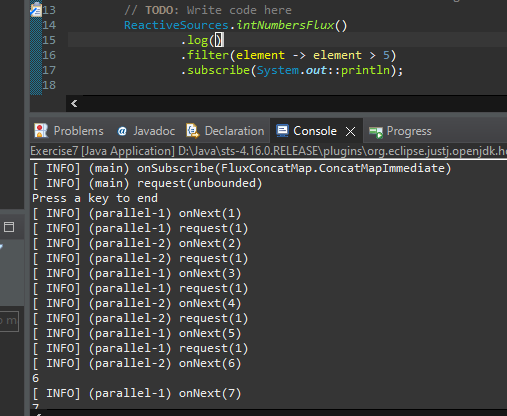 13 // TODO: Write code here
14 ReactiveSources.intNumbersFlux()
15 .log()
16 .filter(element -> element > 5)
17 .subscribe(System.out::println);
18
Problems Javadoc Declaration Console Progress
Exercise7 [Java Application] D:\Java\sts-4.16.0.RELEASE\plugins\org.eclipse.justj.openjdk.h
[ INFO] (main) onSubscribe(FluxConcatMap.ConcatMapImmediate)
[ INFO] (main) request(unbounded)
Press a key to end
[ INFO] (parallel-1) onNext(1)
[ INFO] (parallel-1) request(1)
[ INFO] (parallel-2) onNext(2)
[ INFO] (parallel-2) request(1)
[ INFO] (parallel-1) onNext(3)
[ INFO] (parallel-1) request(1)
[ INFO] (parallel-2) onNext(4)
[ INFO] (parallel-2) request(1)
[ INFO] (parallel-1) onNext(5)
[ INFO] (parallel-1) request(1)
[ INFO] (parallel-2) onNext(6)
6
[ INFO] (parallel-1) onNext(7)
7